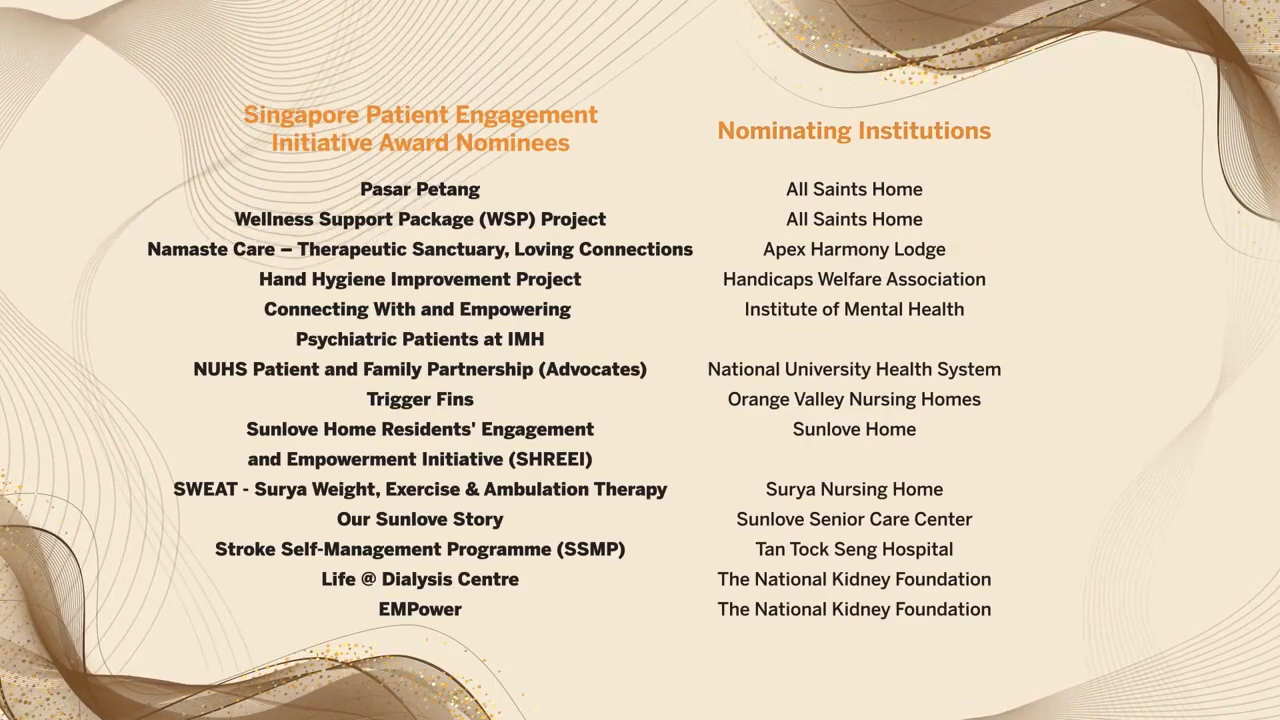 Singapore Patient Engagement
Initiative Award Nominees
Nominating Institutions
Pasar Petang
All Saints Home
Wellness Support Package (WSP) Project
All Saints Home
Namaste Care – Therapeutic Sanctuary, Loving Connections
Apex Harmony Lodge
Hand Hygiene Improvement Project
Handicaps Welfare Association
Connecting With and Empowering
Institute of Mental Health
Psychiatric Patients at IMH
NUHS Patient and Family Partnership (Advocates)
National University Health System
Trigger Fins
Orange Valley Nursing Homes
Sunlove Home Residents' Engagement
Sunlove Home
and Empowerment Initiative (SHREEI)
SWEAT - Surya Weight, Exercise & Ambulation Therapy
Surya Nursing Home
Our Sunlove Story
Sunlove Senior Care Center
Stroke Self-Management Programme (SSMP)
Tan Tock Seng Hospital
Life @ Dialysis Centre
The National Kidney Foundation
EMPower
The National Kidney Foundation